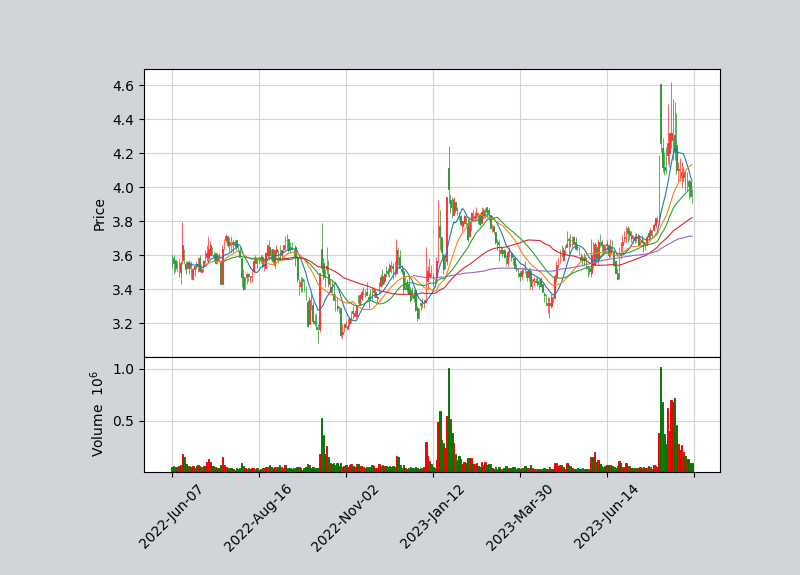 4.6
4.4
4.2
4.0
3.8
3.6
3.4
3.2
Price
1.0
0.5
Volume 10^6
2022-Jun-07
2022-Aug-16
2022-Nov-02
2023-Jan-12
2023-Mar-30
2023-Jun-14